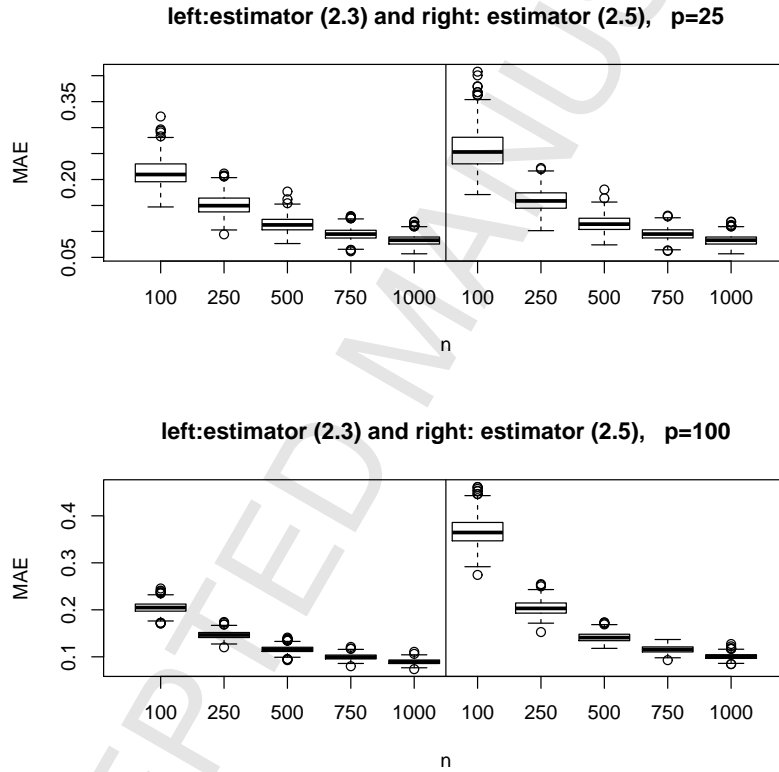 left:estimator (2.3) and right: estimator (2.5), p=25
MAE
0.35
0.20
0.05
100 250 500 750 1000 100 250 500 750 1000
n
left:estimator (2.3) and right: estimator (2.5), p=100
MAE
0.4
0.3
0.2
0.1
100 250 500 750 1000 100 250 500 750 1000
n
EPTED MANUS